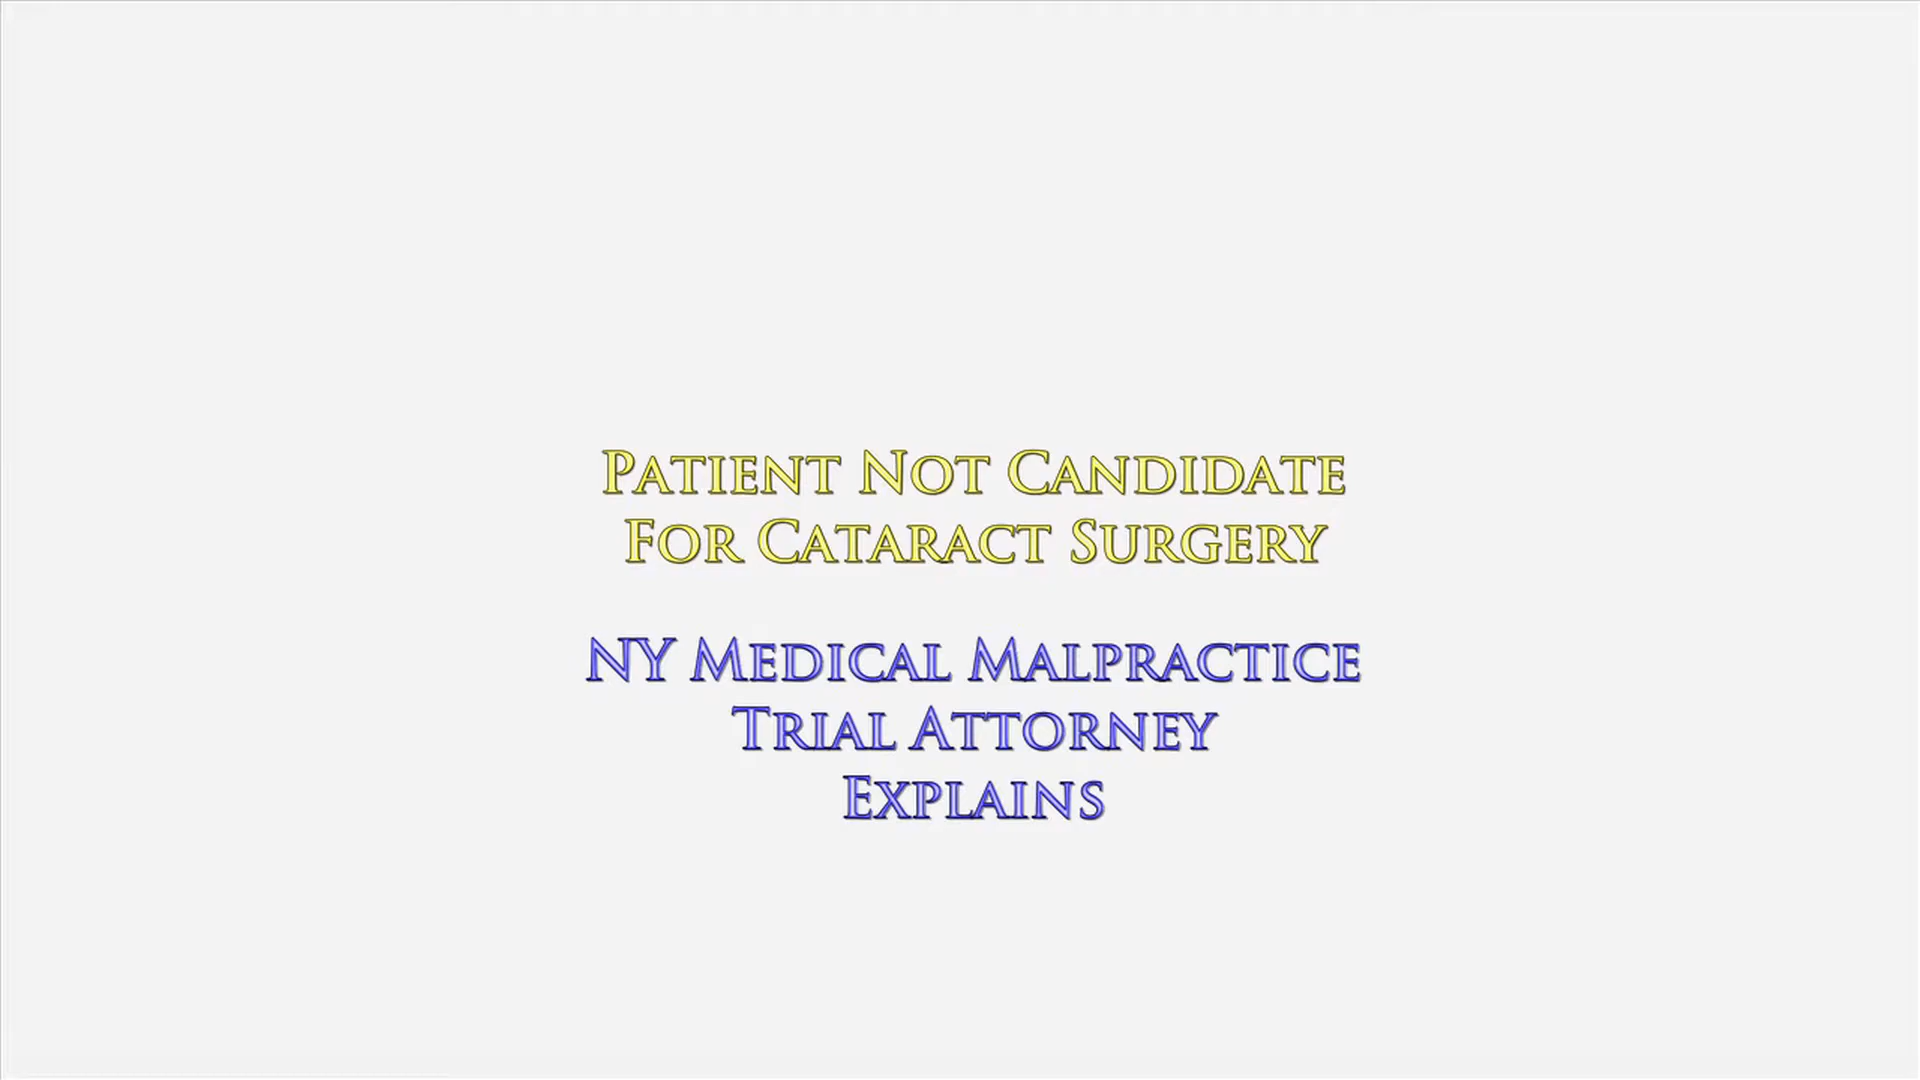 Patient Not Candidate
For Cataract Surgery
NY Medical Malpractice
Trial Attorney
Explains